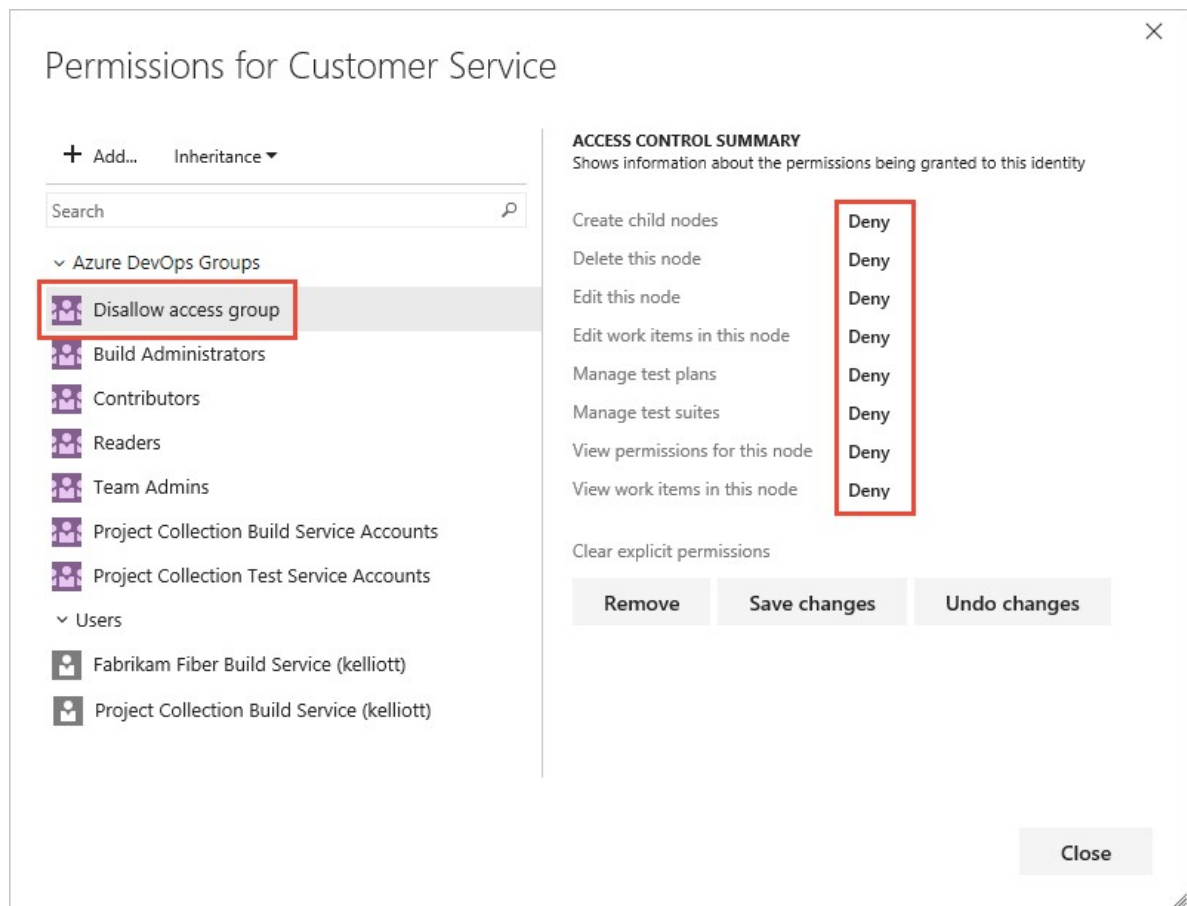 Permissions for Customer Service
+ Add... Inheritance
Search
Azure DevOps Groups
Disallow access group
Build Administrators
Contributors
Readers
Team Admins
Project Collection Build Service Accounts
Project Collection Test Service Accounts
Users
Fabrikam Fiber Build Service (kelliott)
Project Collection Build Service (kelliott)
ACCESS CONTROL SUMMARY
Shows information about the permissions being granted to this identity
Create child nodes Deny
Delete this node Deny
Edit this node Deny
Edit work items in this node Deny
Manage test plans Deny
Manage test suites Deny
View permissions for this node Deny
View work items in this node Deny
Clear explicit permissions
Remove Save changes Undo changes
Close